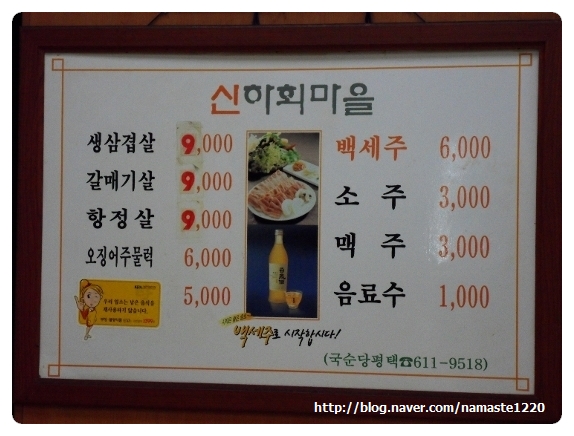 신하회마을
생삼겹살 9,000
갈매기살 9,000
항정살 9,000
오징어주물럭 6,000
5,000
백세주 6,000
소 주 3,000
맥 주 3,000
음료수 1,000
백세주로 시작합시다!
(국순당평택☎611-9518)
http://blog.naver.com/namaste1220